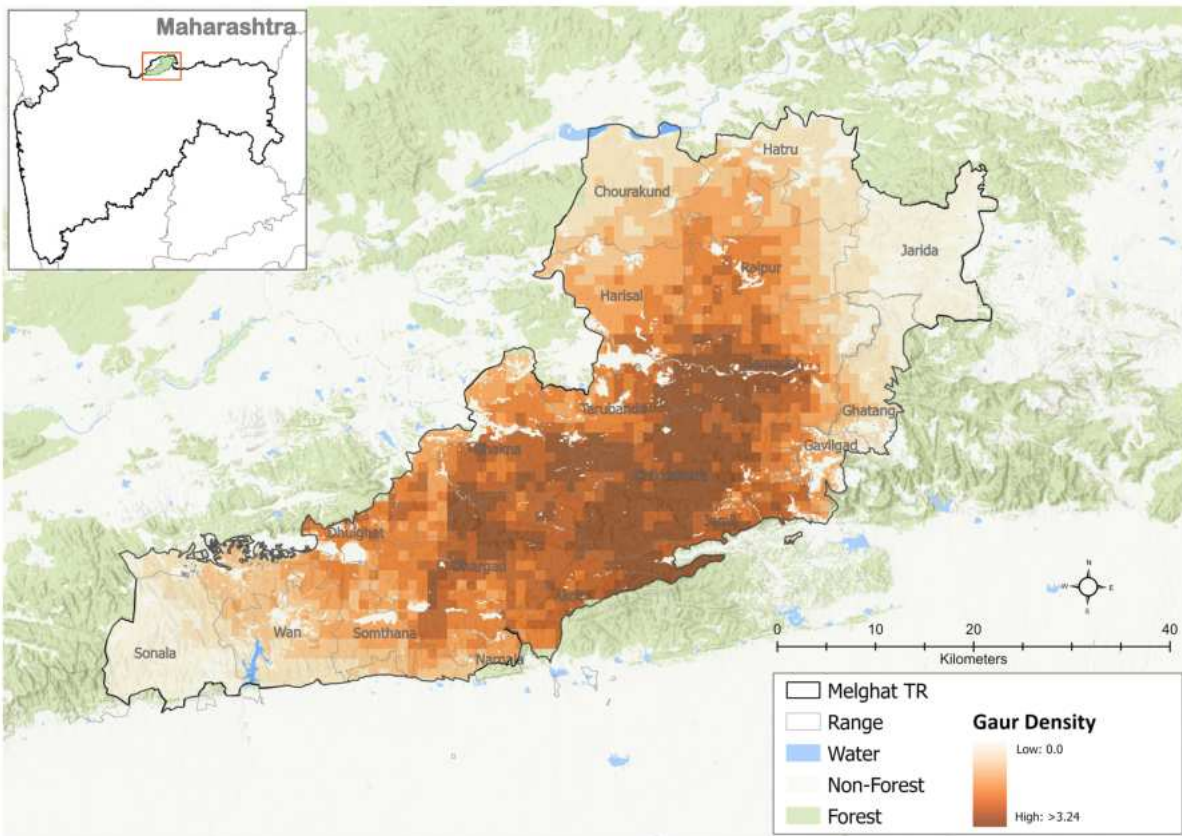 Maharashtra
Hatru
Chourakund
Jarida
Raipur
Harisal
Tarubanda
Ghatang
Gavilgad
Dhulghat
Wan
Somthana
Sonala
Narnala
N
W E
S
0 10 20 40
Kilometers
Melghat TR
Range
Water
Non-Forest
Forest
Gaur Density
Low: 0.0
High: >3.24